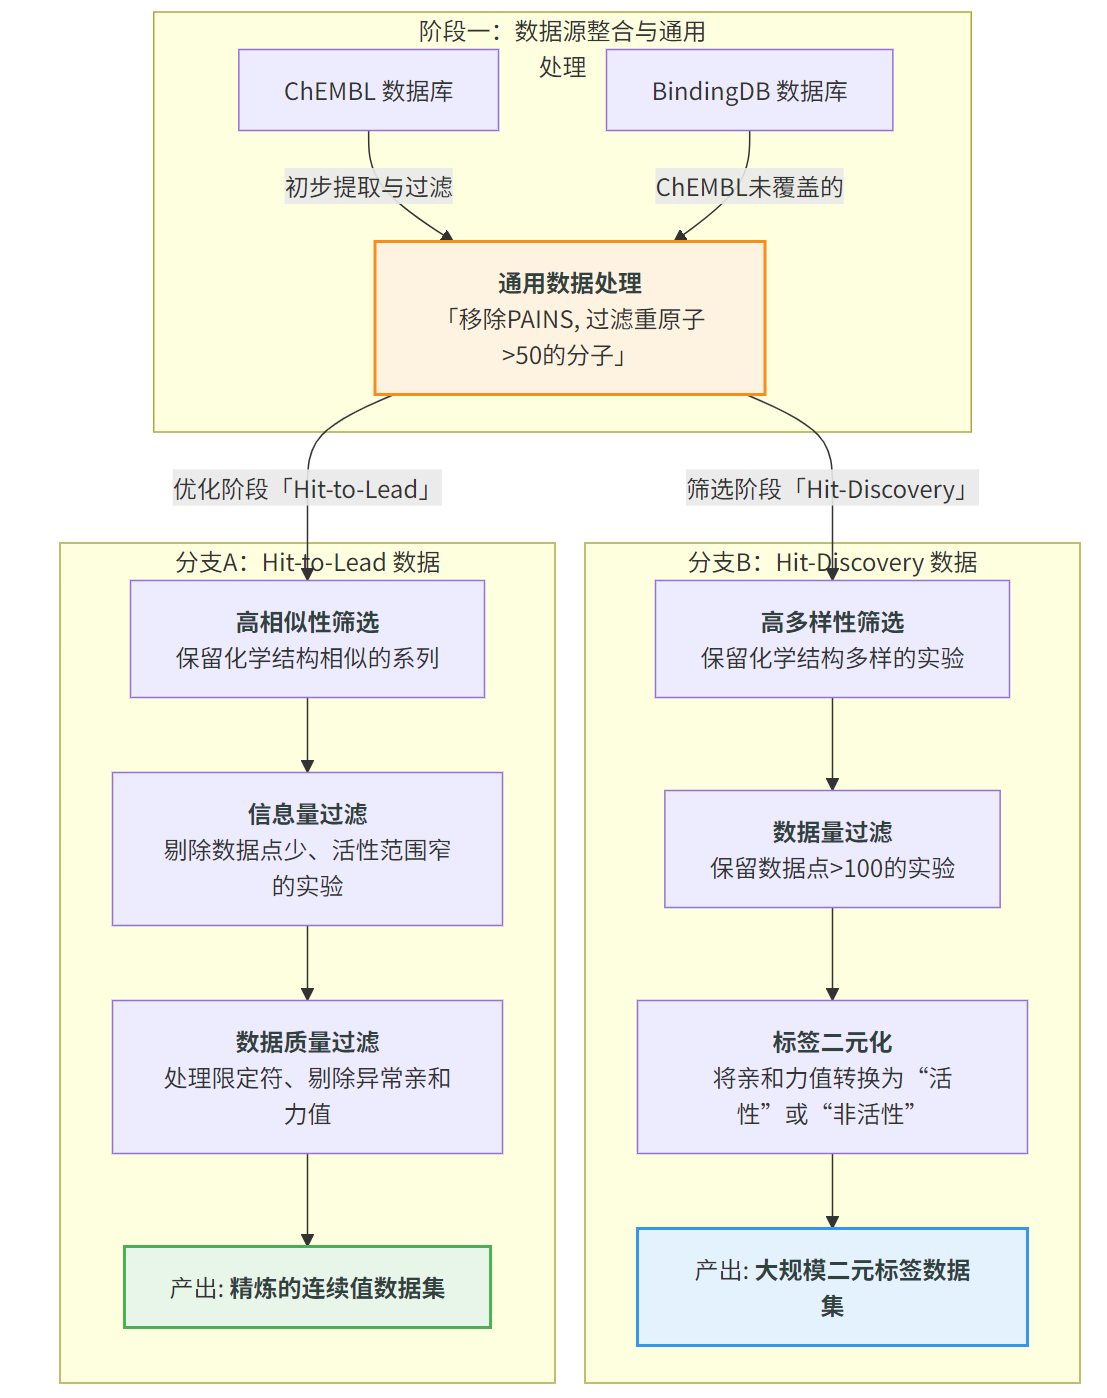 阶段一：数据源整合与通用
处理
ChEMBL 数据库
BindingDB 数据库
初步提取与过滤
ChEMBL未覆盖的
通用数据处理
「移除PAINS, 过滤重原子
>50的分子」
优化阶段「Hit-to-Lead」
筛选阶段「Hit-Discovery」
分支A：Hit-to-Lead 数据
高相似性筛选
保留化学结构相似的系列
信息量过滤
剔除数据点少、活性范围窄
的实验
数据质量过滤
处理限定符、剔除异常亲和
力值
产出: 精炼的连续值数据集
分支B：Hit-Discovery 数据
高多样性筛选
保留化学结构多样的实验
数据量过滤
保留数据点>100的实验
标签二元化
将亲和力值转换为“活
性”或“非活性”
产出: 大规模二元标签数据
集